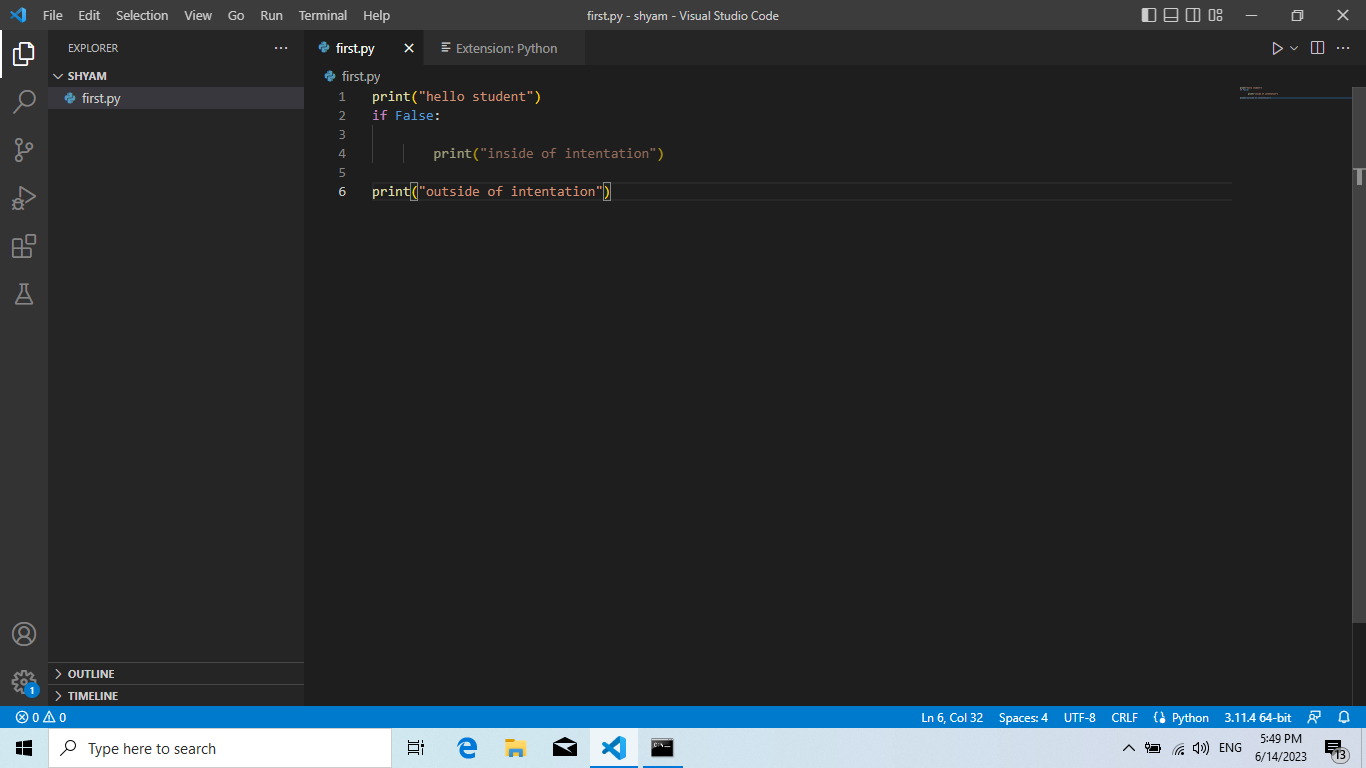 File Edit Selection View Go Run Terminal Help
first.py - shyam - Visual Studio Code
EXPLORER
SHYAM
first.py
OUTLINE
TIMELINE
first.py
Extension: Python
first.py
1 print("hello student")
2 if False:
3
4 print("inside of intentation")
5
6 print("outside of intentation")
1
0 0
Ln 6, Col 32 Spaces: 4 UTF-8 CRLF Python 3.11.4 64-bit
Type here to search
ENG
5:49 PM
6/14/2023
13